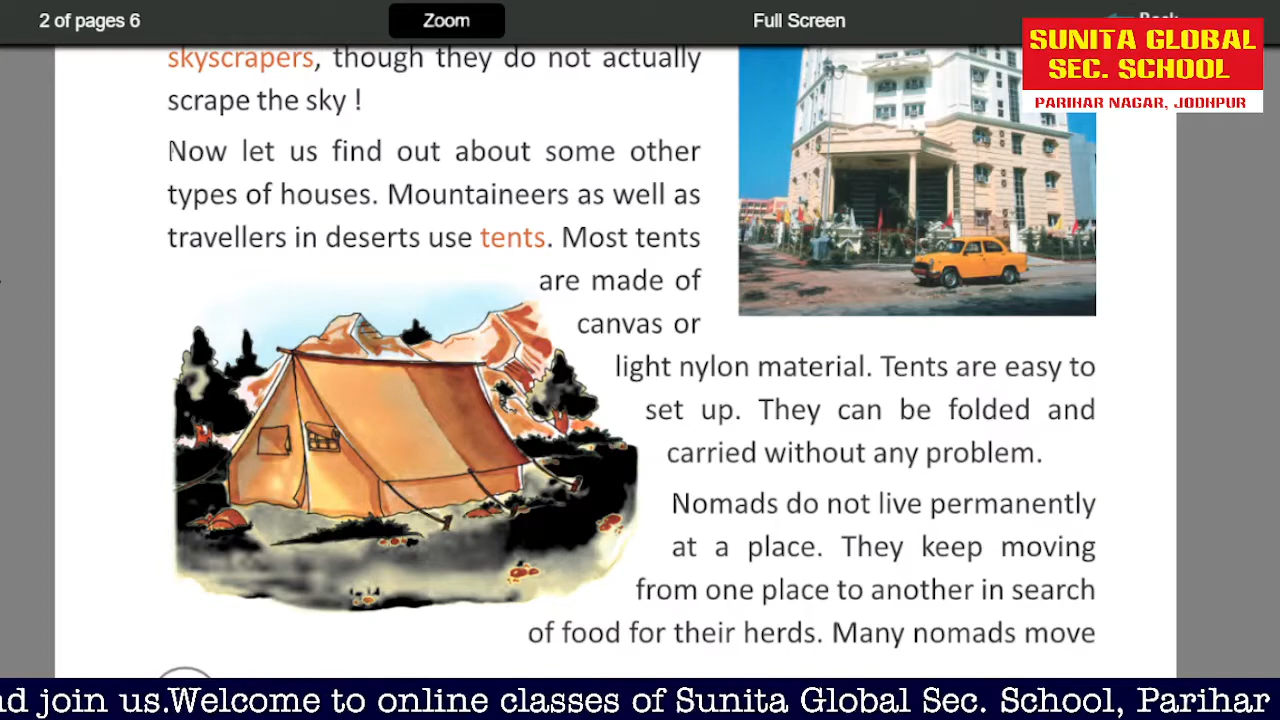 2 of pages 6
Zoom
Full Screen
SUNITA GLOBAL
SEC. SCHOOL
PARIHAR NAGAR, JODHPUR
skyscrapers, though they do not actually
scrape the sky !
Now let us find out about some other
types of houses. Mountaineers as well as
travellers in deserts use tents. Most tents
are made of
canvas or
light nylon material. Tents are easy to
set up. They can be folded and
carried without any problem.
Nomads do not live permanently
at a place. They keep moving
from one place to another in search
of food for their herds. Many nomads move
join us.Welcome to online classes of Sunita Global Sec. School, Parihar